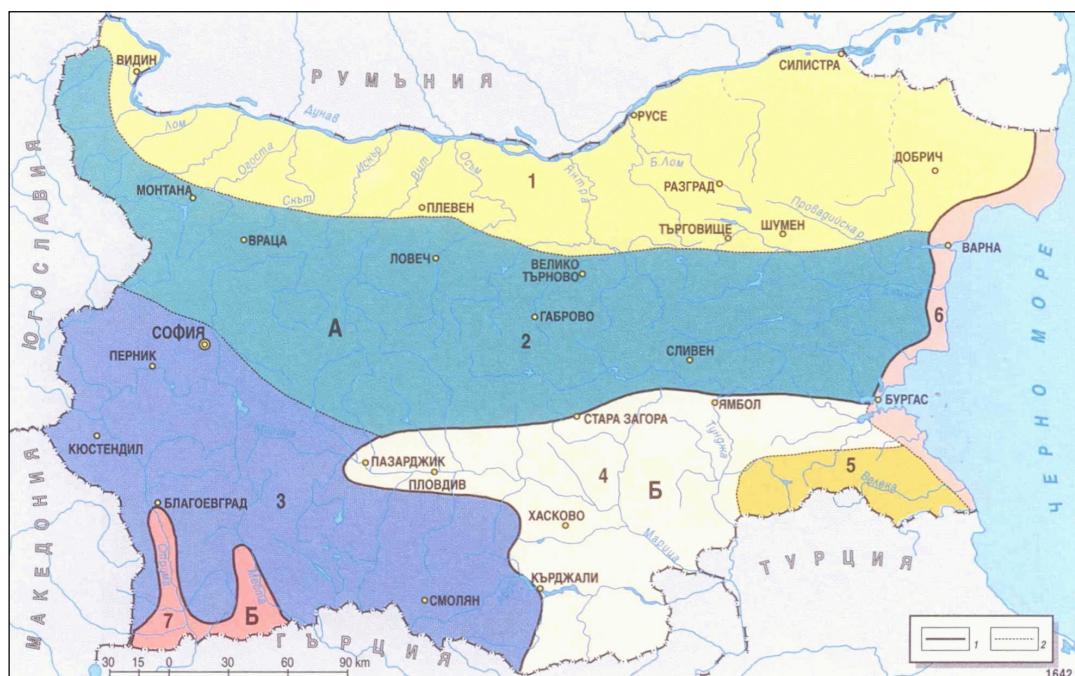 ВИДИН
РУМЪНИЯ
СИЛИСТРА
Дунав
Лом
РУСЕ
Огоста
Искър
Вит
Осъм
Янтра
Б.Лом
ДОБРИЧ
1
РАЗГРАД
МОНТАНА
Скът
ПЛЕВЕН
Провадийска р.
ТЪРГОВИЩЕ
ШУМЕН
ВРАЦА
ВАРНА
ЛОВЕЧ
ВЕЛИКО
ТЪРНОВО
ЮГОСЛАВИЯ
ЧЕРНО МОРЕ
А
ГАБРОВО
6
СОФИЯ
2
ПЕРНИК
СЛИВЕН
БУРГАС
ЯМБОЛ
СТАРА ЗАГОРА
КЮСТЕНДИЛ
Тунджа
ПАЗАРДЖИК
ПЛОВДИВ
4
Б
5
Велека
БЛАГОЕВГРАД
3
ХАСКОВО
МАКЕДОНИЯ
Струма
Марица
ТУРЦИЯ
Места
КЪРДЖАЛИ
СМОЛЯН
7
Б
ГЪРЦИЯ
1
2
30 15 0 30 60 90 km
1642